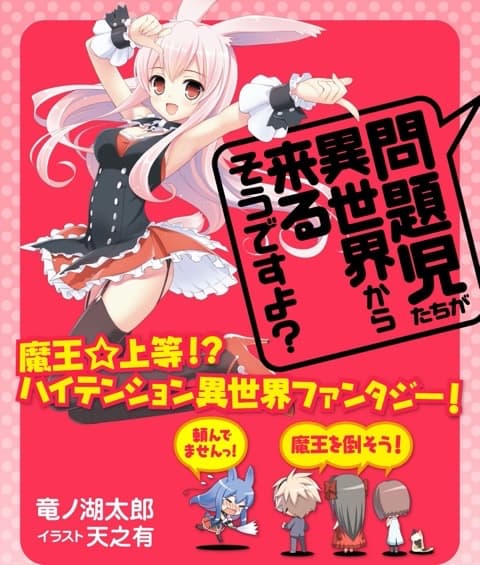 問題児たちが
異世界から
来る
そうですよ?
魔王☆上等!?
ハイテンション異世界ファンタジー!
頼んで
ませんっ!
魔王を倒そう!
竜ノ湖太郎
イラスト 天之有